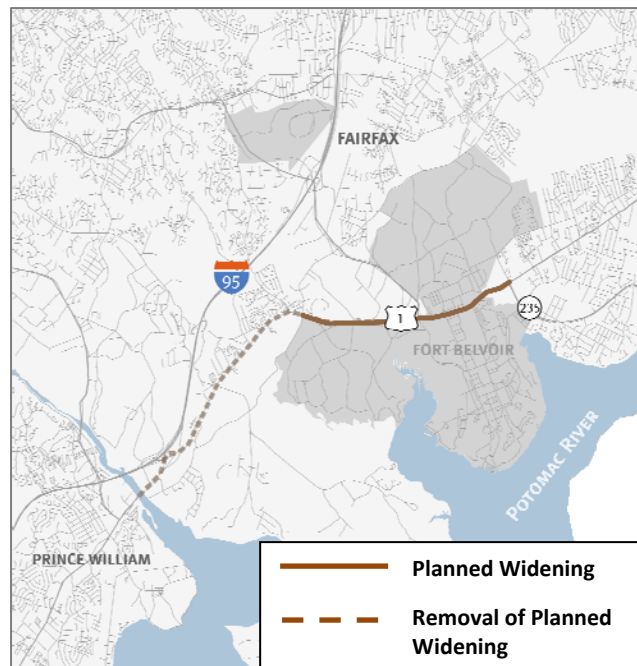 FAIRFAX
95
1
235
FORT BELVOIR
POTOMAC RIVER
PRINCE WILLIAM
Planned Widening
Removal of Planned
Widening